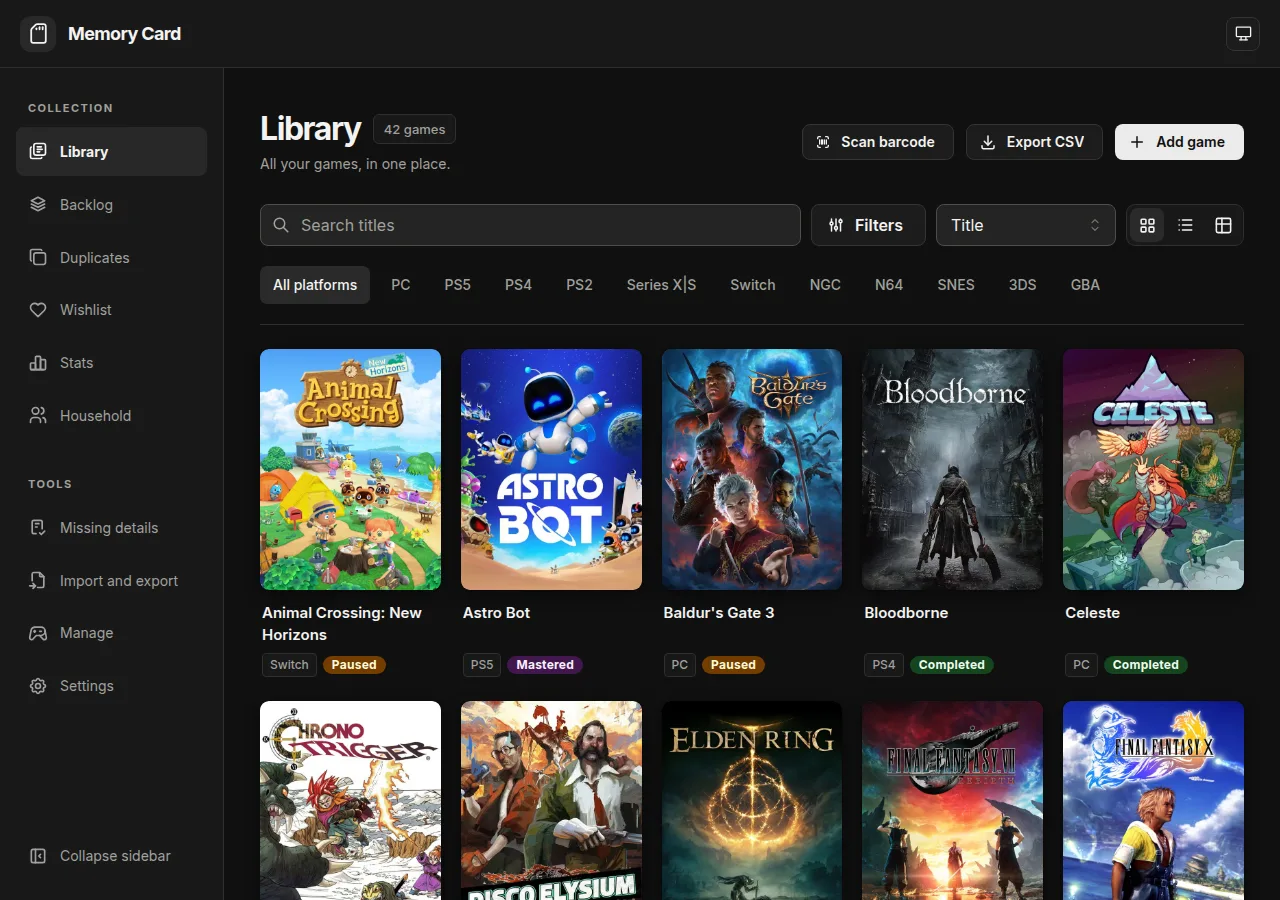 Memory Card
COLLECTION
Library
Backlog
Duplicates
Wishlist
Stats
Household
TOOLS
Missing details
Import and export
Manage
Settings
Collapse sidebar
Library
42 games
All your games, in one place.
Scan barcode
Export CSV
Add game
Search titles
Filters
Title
All platforms
PC
PS5
PS4
PS2
Series X|S
Switch
NGC
N64
SNES
3DS
GBA
New
Horizons
Animal
Crossing
ASTRO
BOT
Baldur's
Gate
Bloodborne
CELESTE
Animal Crossing: New
Horizons
Switch
Paused
Astro Bot
PS5
Mastered
Baldur's Gate 3
PC
Paused
Bloodborne
PS4
Completed
Celeste
PC
Completed
CHRONO
TRIGGER
DISCO ELYSIUM
ELDEN RING
FINAL FANTASY VII
REBIRTH
FINAL FANTASY X